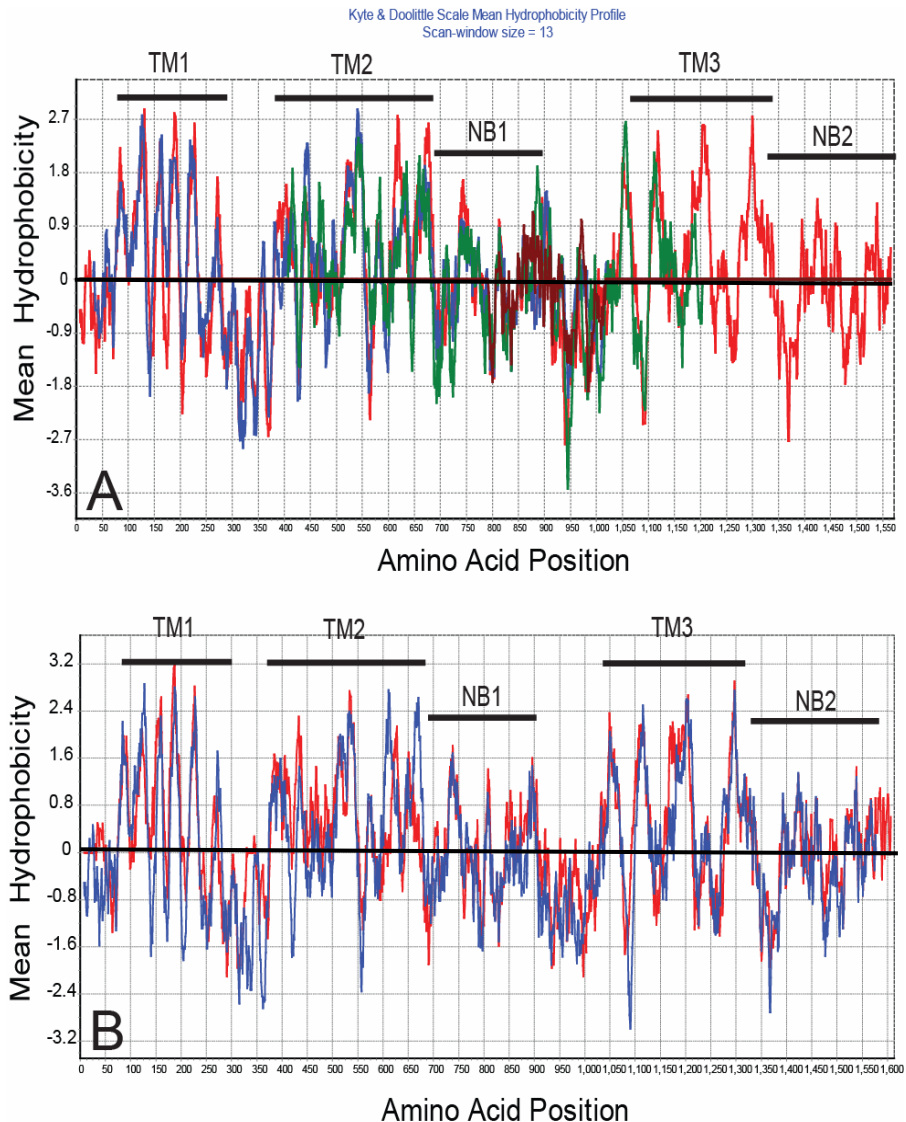 Kyte & Doolittle Scale Mean Hydrophobicity Profile
Scan-window size = 13
TM1 TM2 TM3
NB1 NB2
Mean Hydrophobicity
2.7
1.8
0.9
0
-0.9
-1.8
-2.7
-3.6
A
0 50 100 150 200 250 300 350 400 450 500 550 600 650 700 750 800 850 900 950 1,000 1,050 1,100 1,150 1,200 1,250 1,300 1,350 1,400 1,450 1,500 1,550
Amino Acid Position
TM1 TM2 TM3
NB1 NB2
Mean Hydrophobicity
3.2
2.4
1.6
0.8
0
-0.8
-1.6
-2.4
-3.2
B
0 50 100 150 200 250 300 350 400 450 500 550 600 650 700 750 800 850 900 950 1,000 1,050 1,100 1,150 1,200 1,250 1,300 1,350 1,400 1,450 1,500 1,550 1,600
Amino Acid Position